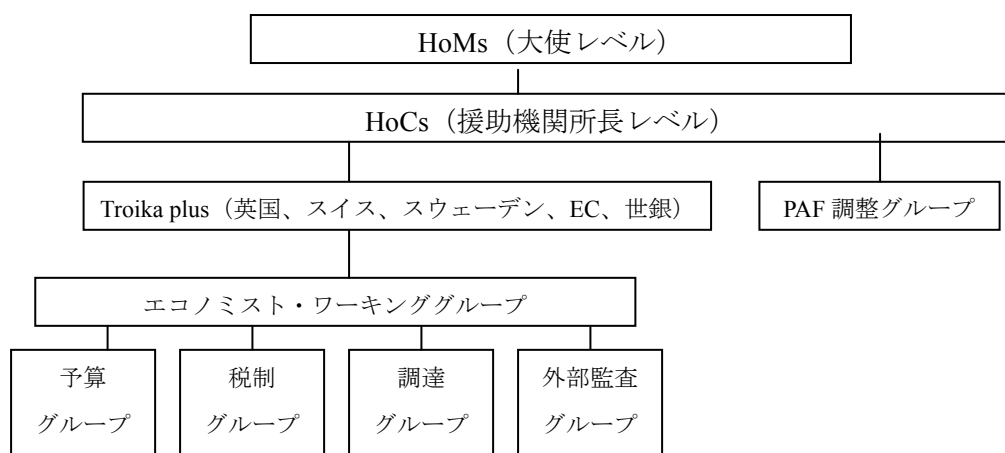 HoMs（大使レベル）
HoCs（援助機関所長レベル）
Troika plus（英国、スイス、スウェーデン、EC、世銀）
PAF 調整グループ
エコノミスト・ワーキンググループ
予算
グループ
税制
グループ
調達
グループ
外部監査
グループ